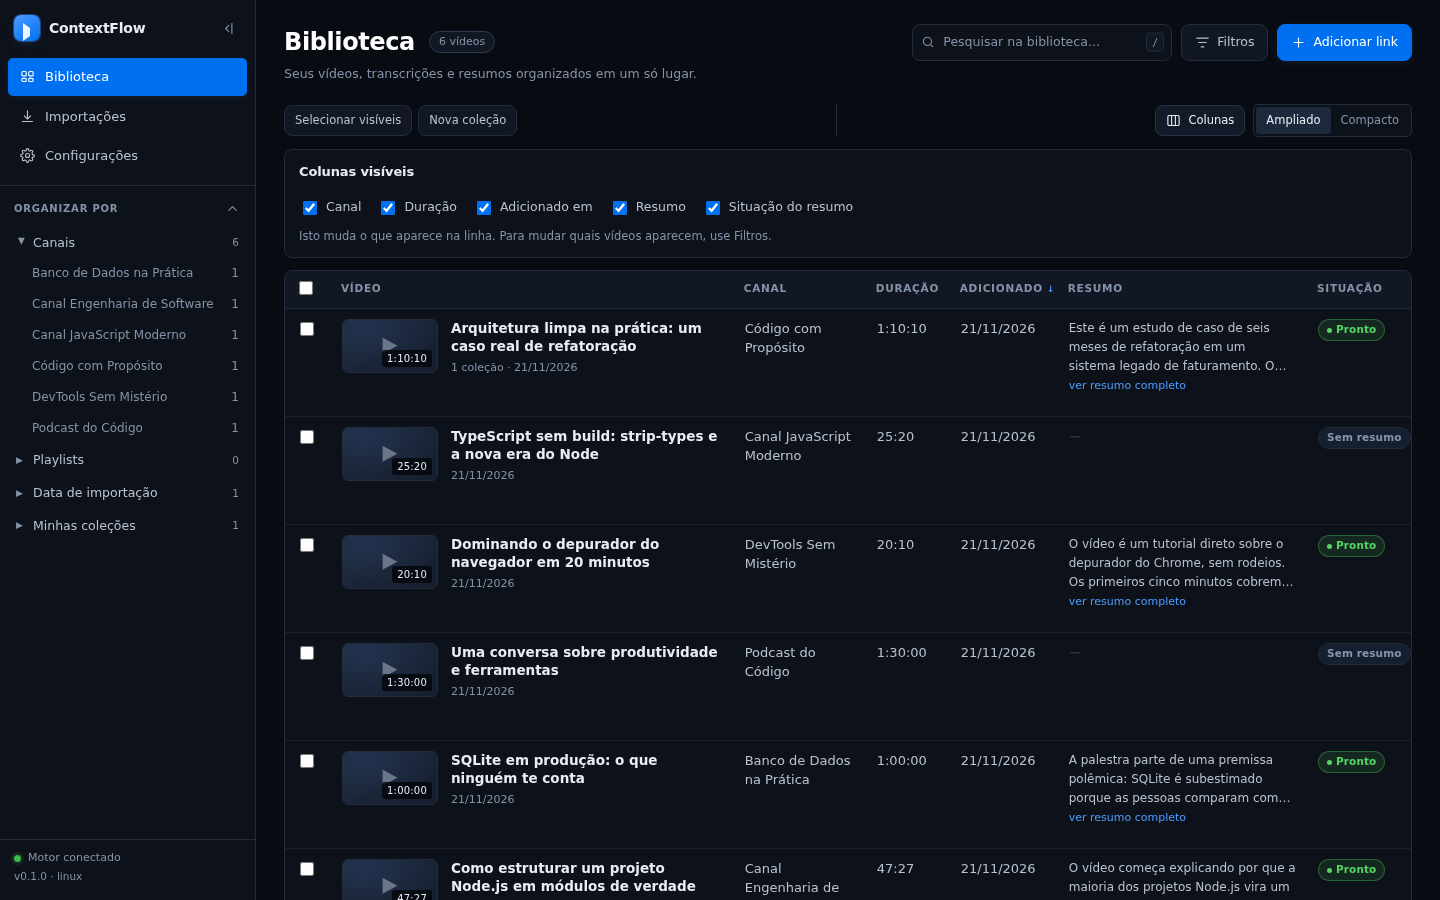 ContextFlow
Biblioteca
Importações
Configurações
ORGANIZAR POR
Canais 6
Banco de Dados na Prática 1
Canal Engenharia de Software 1
Canal JavaScript Moderno 1
Código com Propósito 1
DevTools Sem Mistério 1
Podcast do Código 1
Playlists 0
Data de importação 1
Minhas coleções 1
Motor conectado
v0.1.0 · linux
Biblioteca 6 vídeos
Seus vídeos, transcrições e resumos organizados em um só lugar.
Pesquisar na biblioteca... /
Filtros
Adicionar link
Selecionar visíveis
Nova coleção
Colunas
Ampliado
Compacto
Colunas visíveis
Canal Duração Adicionado em Resumo Situação do resumo
Isto muda o que aparece na linha. Para mudar quais vídeos aparecem, use Filtros.
VÍDEO CANAL DURAÇÃO ADICIONADO ↓ RESUMO SITUAÇÃO
1:10:10
Arquitetura limpa na prática: um
caso real de refatoração
1 coleção · 21/11/2026
Código com
Propósito
1:10:10
21/11/2026
Este é um estudo de caso de seis
meses de refatoração em um
sistema legado de faturamento. O...
ver resumo completo
Pronto
25:20
TypeScript sem build: strip-types e
a nova era do Node
21/11/2026
Canal JavaScript
Moderno
25:20
21/11/2026
—
Sem resumo
20:10
Dominando o depurador do
navegador em 20 minutos
21/11/2026
DevTools Sem
Mistério
20:10
21/11/2026
O vídeo é um tutorial direto sobre o
depurador do Chrome, sem rodeios.
Os primeiros cinco minutos cobrem...
ver resumo completo
Pronto
1:30:00
Uma conversa sobre produtividade
e ferramentas
21/11/2026
Podcast do
Código
1:30:00
21/11/2026
—
Sem resumo
1:00:00
SQLite em produção: o que
ninguém te conta
21/11/2026
Banco de Dados
na Prática
1:00:00
21/11/2026
A palestra parte de uma premissa
polêmica: SQLite é subestimado
porque as pessoas comparam com...
ver resumo completo
Pronto
47:27
Como estruturar um projeto
Node.js em módulos de verdade
Canal
Engenharia de
47:27
21/11/2026
O vídeo começa explicando por que a
maioria dos projetos Node.js vira um
Pronto